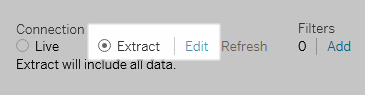 Connection Filters
Live Extract Edit Refresh 0 Add
Extract will include all data.